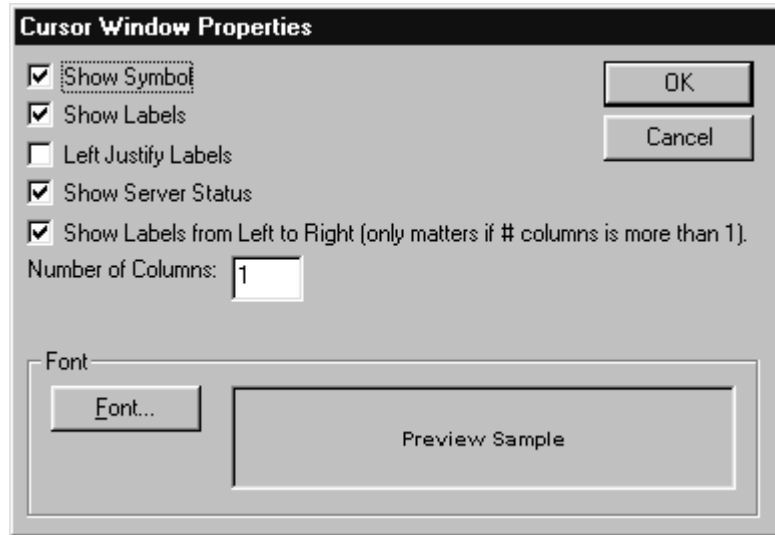 Cursor Window Properties
Show Symbol
OK
Show Labels
Cancel
Left Justify Labels
Show Server Status
Show Labels from Left to Right (only matters if # columns is more than 1).
Number of Columns: 1
Font
Font...
Preview Sample